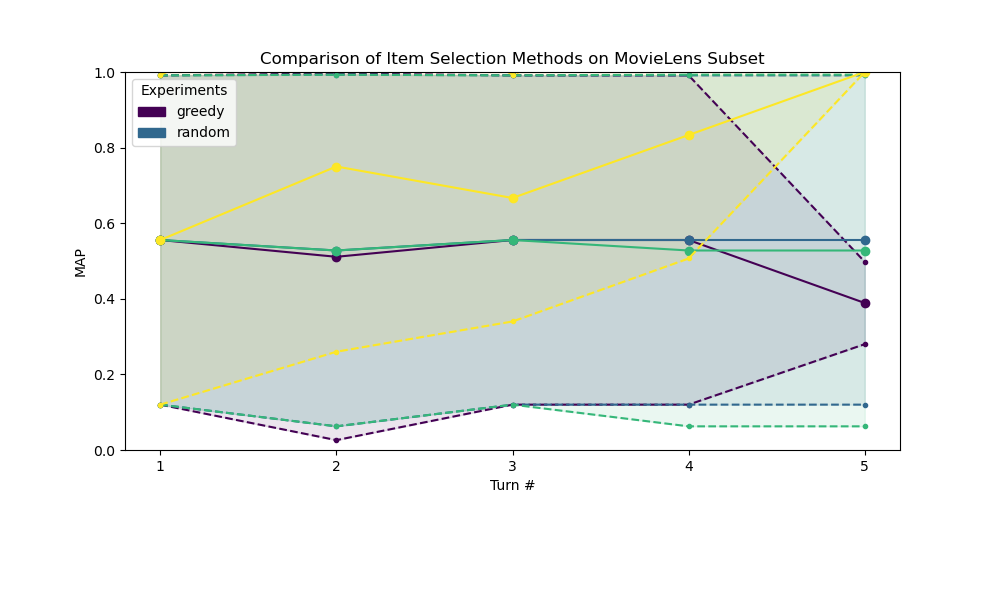 Comparison of Item Selection Methods on MovieLens Subset
1.0
0.8
0.6
0.4
0.2
0.0
MAP
Experiments
greedy
random
1 2 3 4 5
Turn #